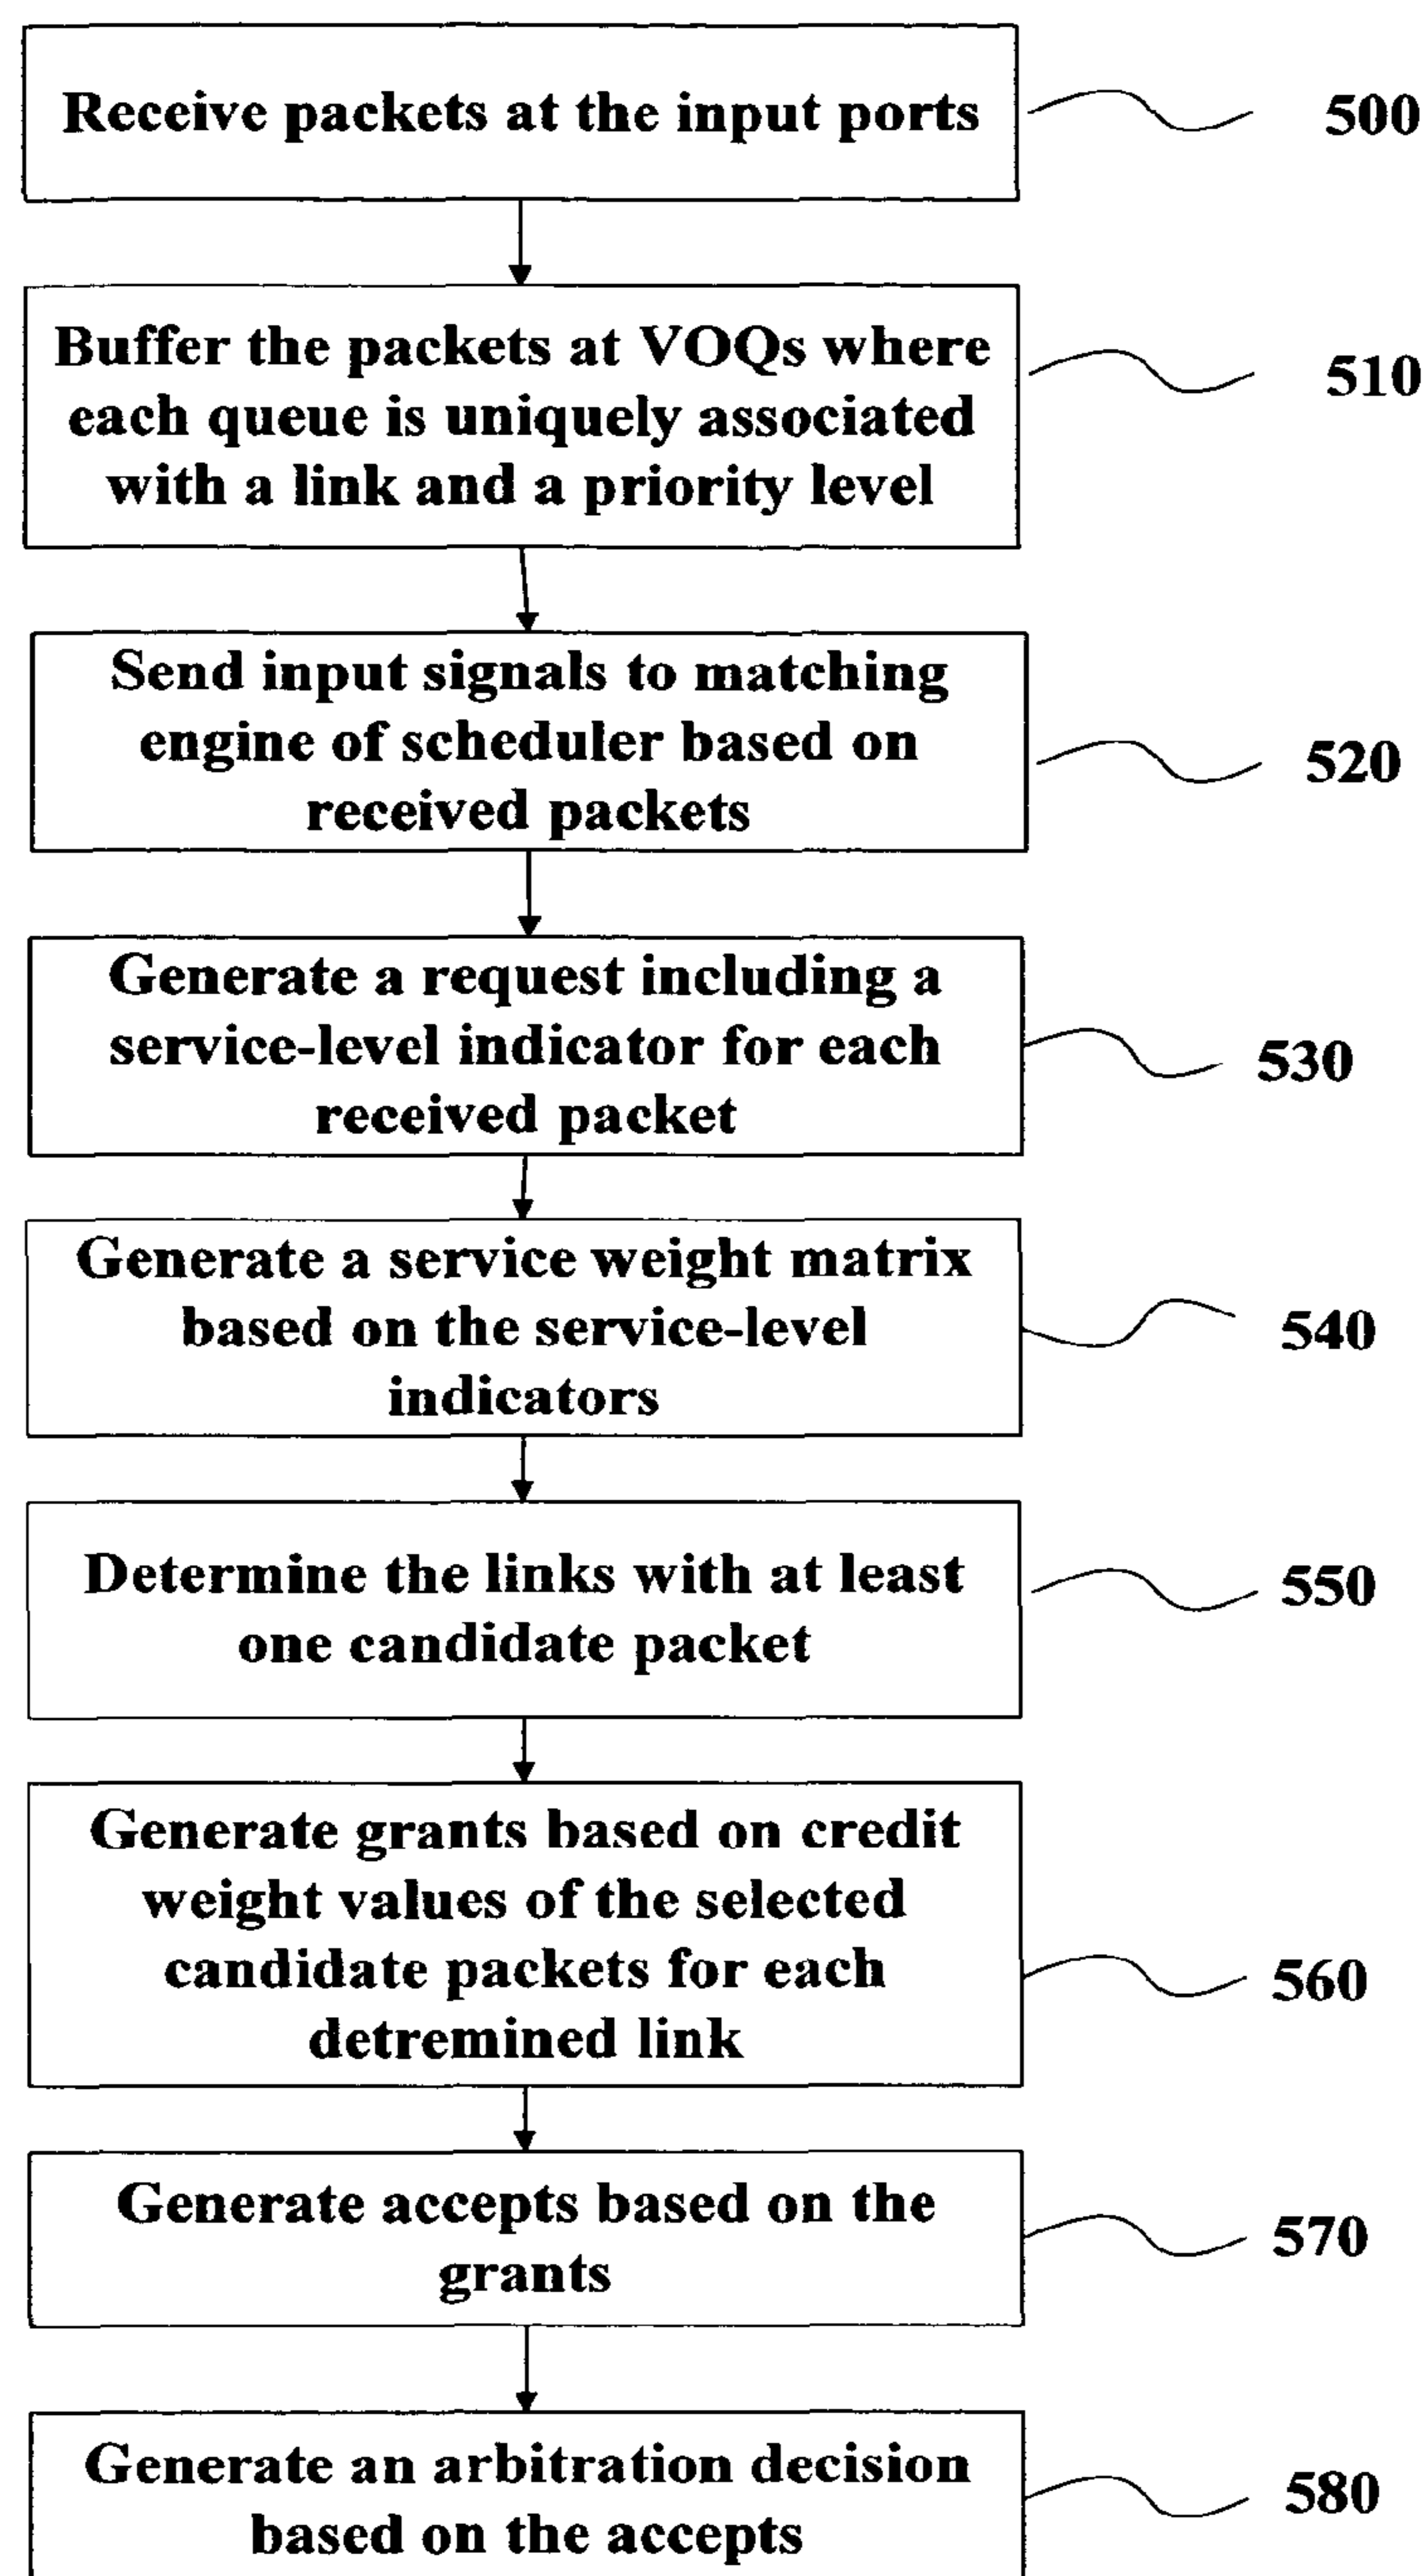 Receive packets at the input ports
500
Buffer the packets at VOQs where
each queue is uniquely associated
with a link and a priority level
510
Send input signals to matching
engine of scheduler based on
received packets
520
Generate a request including a
service-level indicator for each
received packet
530
Generate a service weight matrix
based on the service-level
indicators
540
Determine the links with at least
one candidate packet
550
Generate grants based on credit
weight values of the selected
candidate packets for each
detremined link
560
Generate accepts based on the
grants
570
Generate an arbitration decision
based on the accepts
580